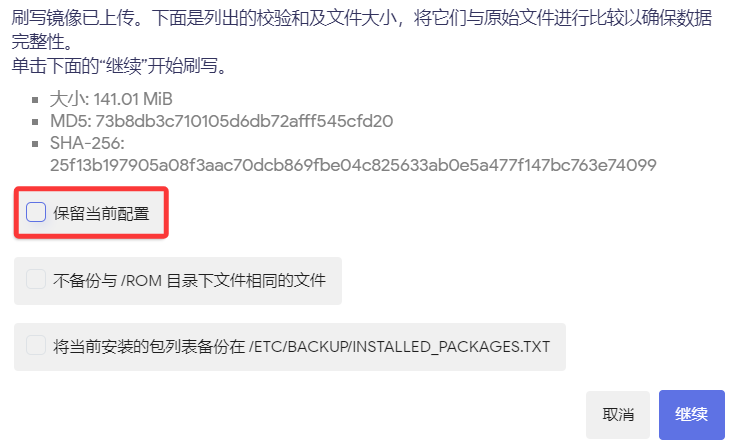 刷写镜像已上传。下面是列出的校验和及文件大小，将它们与原始文件进行比较以确保数据
完整性。
单击下面的“继续”开始刷写。
大小: 141.01 MiB
MD5: 73b8db3c710105d6db72afff545cfd20
SHA-256:
25f13b197905a08f3aac70dcb869fbe04c825633ab0e5a477f147bc763e74099
保留当前配置
不备份与 /ROM 目录下文件相同的文件
将当前安装的包列表备份在 /ETC/BACKUP/INSTALLED_PACKAGES.TXT
取消
继续